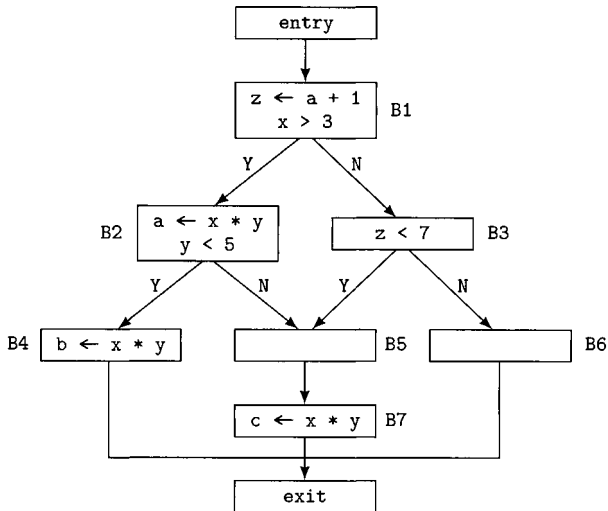 entry
z ← a + 1
x > 3
B1
Y
N
B2
a ← x * y
y < 5
z < 7
B3
Y
N
Y
N
B4
b ← x * y
B5
B6
c ← x * y
B7
exit